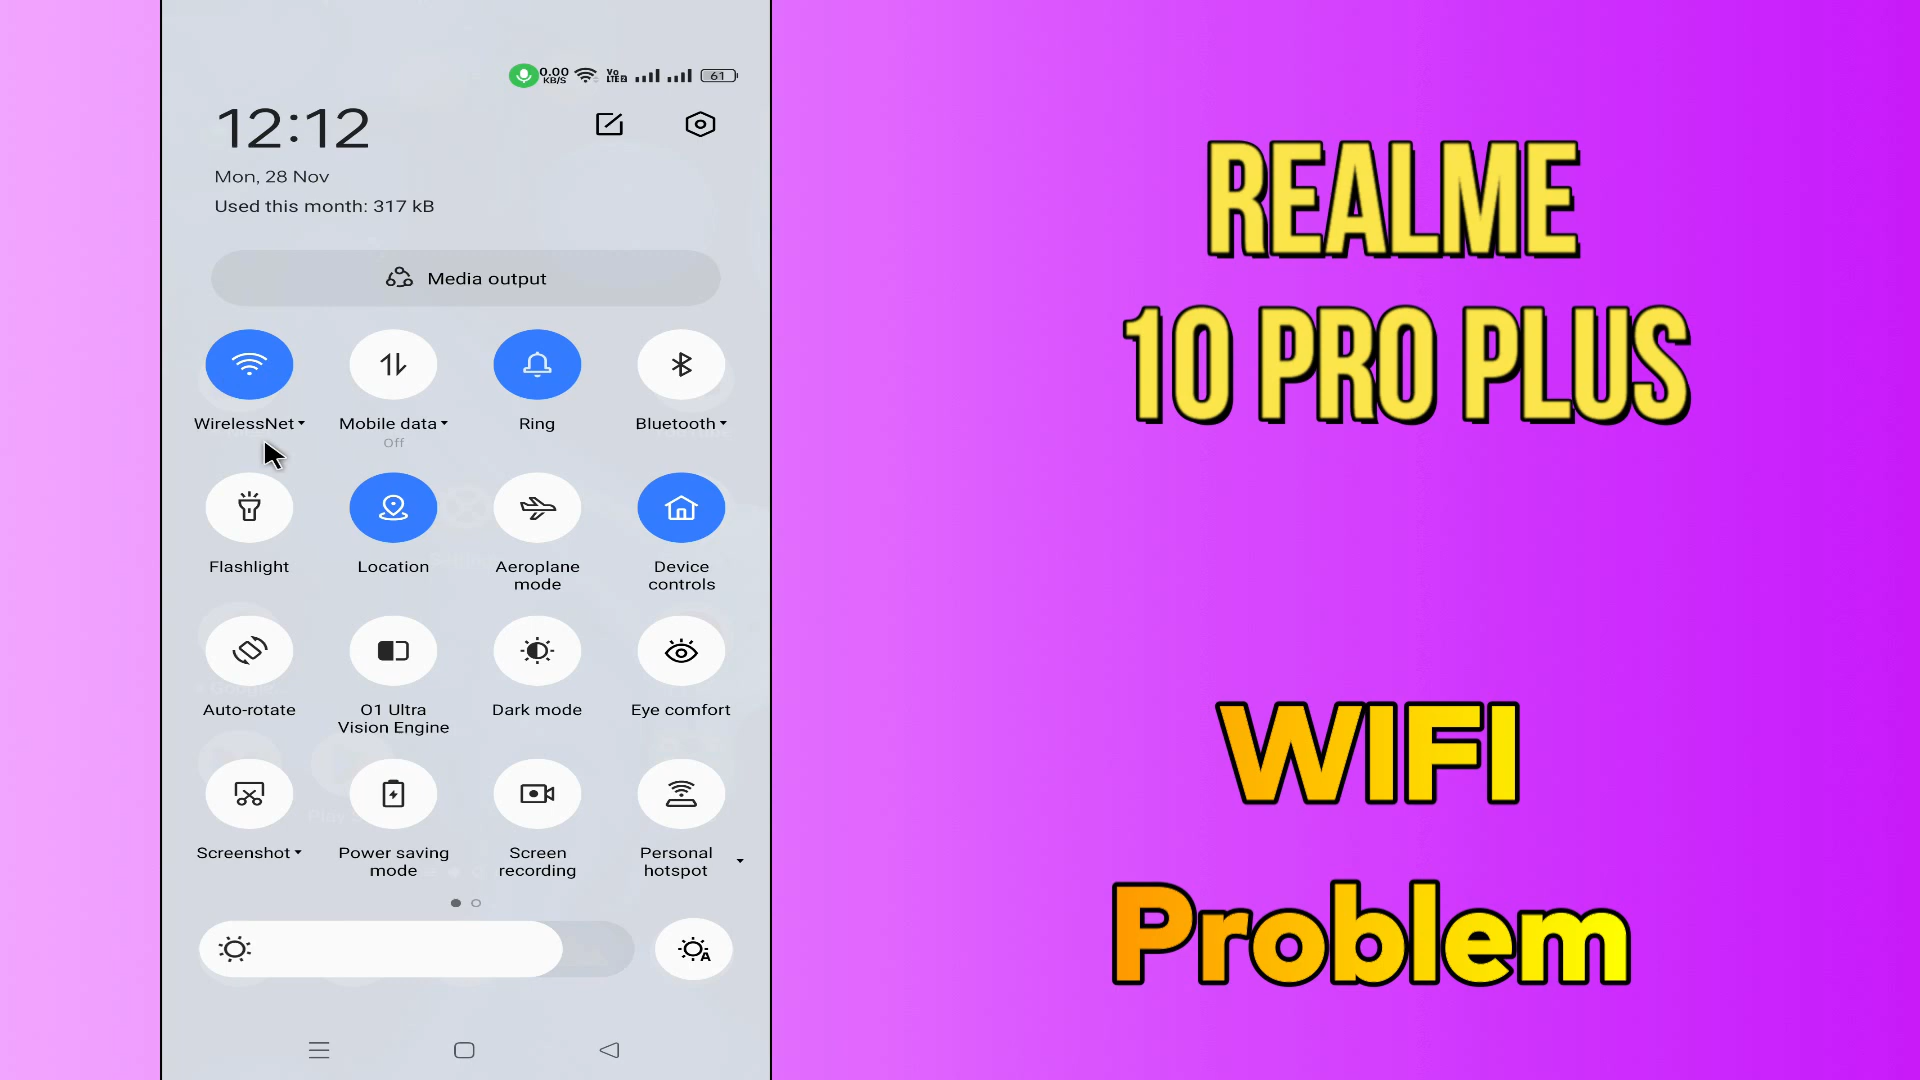 0.00
KB/S
Vo
LTE2
61
12:12
Mon, 28 Nov
Used this month: 317 kB
Media output
WirelessNet
Mobile data
Off
Ring
Bluetooth
Flashlight
Location
Aeroplane
mode
Device
controls
Auto-rotate
O1 Ultra
Vision Engine
Dark mode
Eye comfort
Screenshot
Power saving
mode
Screen
recording
Personal
hotspot
A
REALME
10 PRO PLUS
WIFI
Problem